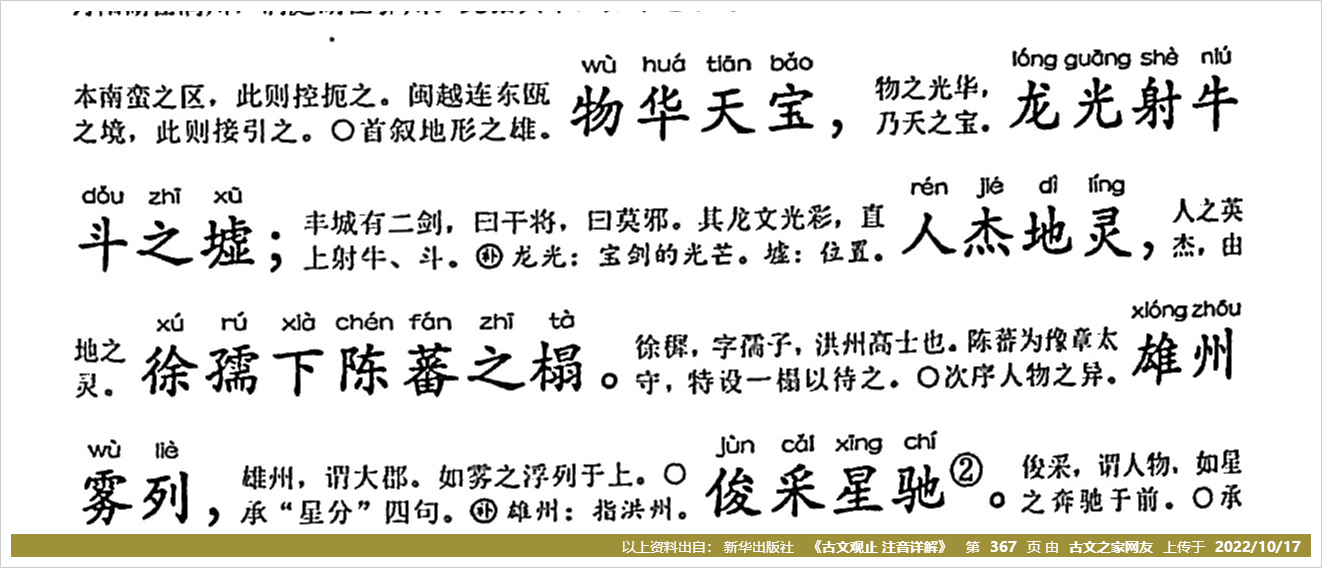 本南蛮之区，此则控扼之。闽越连东瓯
之境，此则接引之。〇首叙地形之雄。
wù huá tiān bǎo
物华天宝，
物之光华，
乃天之宝。
lóng guāng shè niú
龙光射牛
dǒu zhī xū
斗之墟；
丰城有二剑，曰干将，曰莫邪。其龙文光彩，直
上射牛、斗。㊣补 龙光：宝剑的光芒。墟：位置。
rén jié dì líng
人杰地灵，
人之英
杰，由
地之
灵。
xú rú xià chén fán zhī tà
徐孺下陈蕃之榻。
徐穉，字孺子，洪州高士也。陈蕃为豫章太
守，特设一榻以待之。〇次序人物之异。
xióng zhōu
雄州
wù liè
雾列，
雄州，谓大郡。如雾之浮列于上。〇
承“星分”四句。补 雄州：指洪州。
jùn cǎi xīng chí
俊采星驰②。
俊采，谓人物，如星
之奔驰于前。〇承
以上资料出自： 新华出版社 《古文观止 注音详解》 第 367 页 由 古文之家网友 上传于 2022/10/17